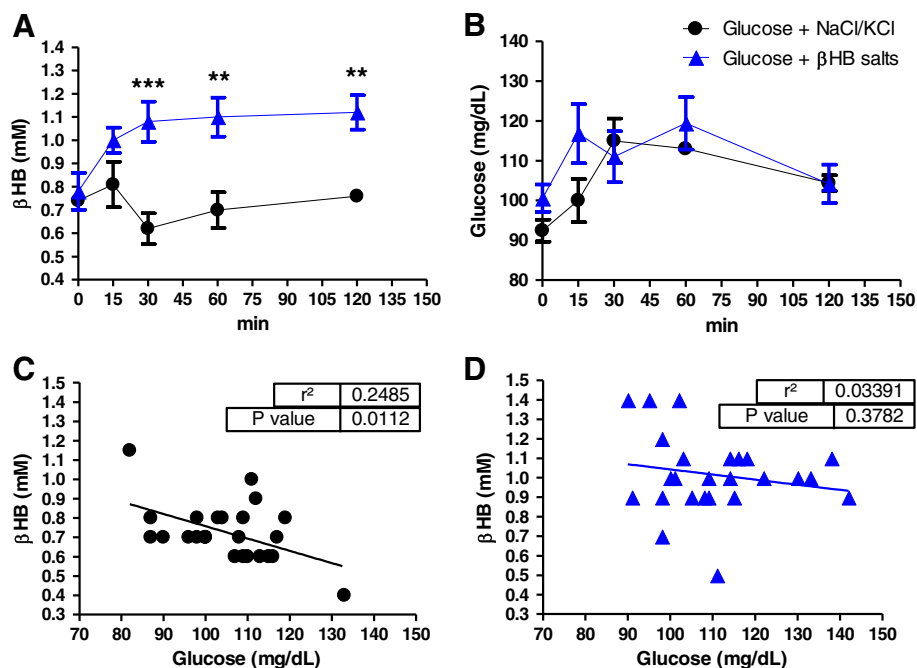 A
B
Glucose + NaCl/KCl
Glucose + βHB salts
1.4
1.3
1.2
1.1
1.0
0.9
0.8
0.7
0.6
0.5
0.4
β HB (mM)
***
**
**
0 15 30 45 60 75 90 105 120 135 150
min
140
130
120
110
100
90
80
Glucose (mg/dL)
0 15 30 45 60 75 90 105 120 135 150
min
C
r² 0.2485
P value 0.0112
1.5
1.4
1.3
1.2
1.1
1.0
0.9
0.8
0.7
0.6
0.5
0.4
0.3
β HB (mM)
70 80 90 100 110 120 130 140 150
Glucose (mg/dL)
D
r² 0.03391
P value 0.3782
1.5
1.4
1.3
1.2
1.1
1.0
0.9
0.8
0.7
0.6
0.5
0.4
0.3
β HB (mM)
70 80 90 100 110 120 130 140 150
Glucose (mg/dL)